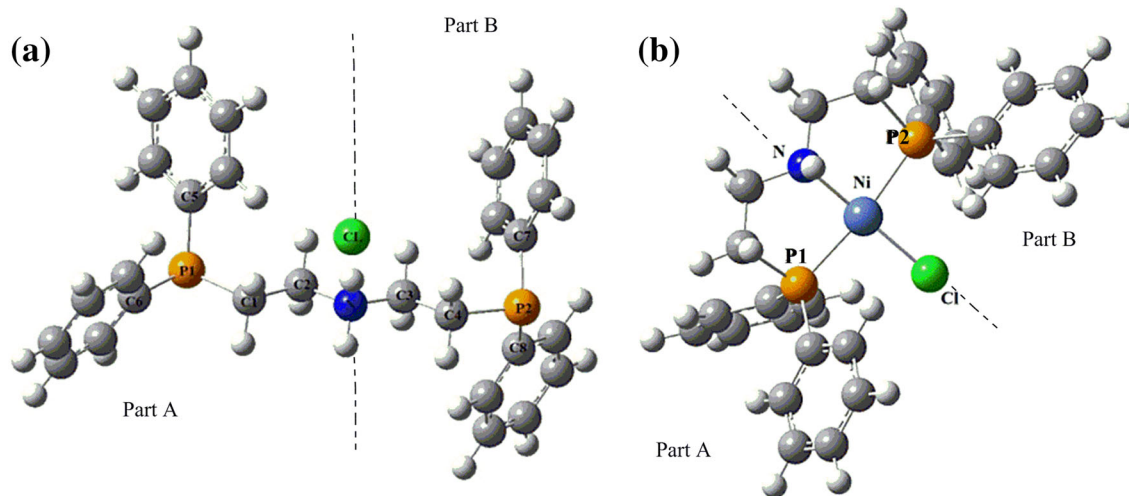 (a)
Part B
C5
CL
C7
P1
C6
C1
C2
C3
C4
P2
C8
Part A
(b)
P2
N
Ni
P1
Cl
Part B
Part A